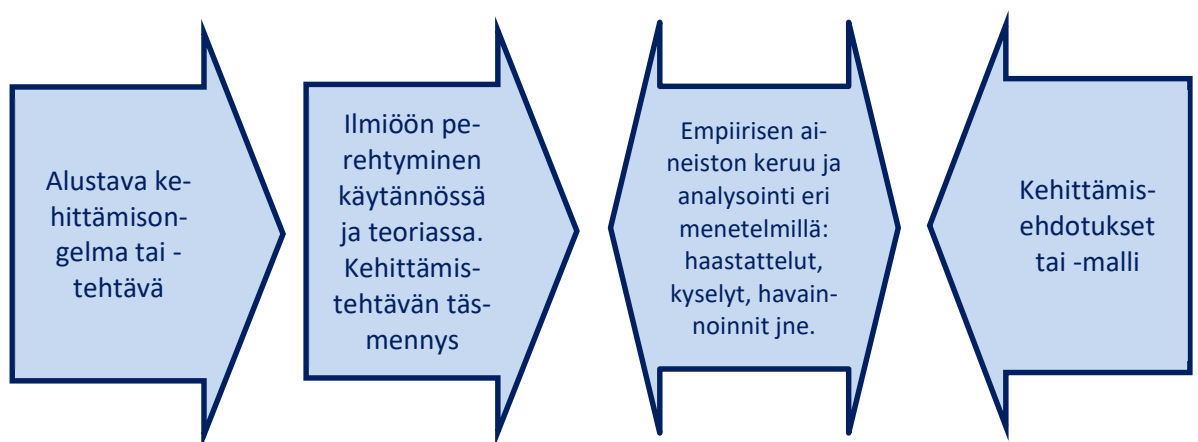 Alustava ke-
hittämison-
gelma tai -
tehtävä
Ilmiöön pe-
rehtyminen
käytännössä
ja teoriassa.
Kehittämis-
tehtävän täs-
mennys
Empiirisen ai-
neiston keruu ja
analysointi eri
menetelmillä:
haastattelut,
kyselyt, havain-
noinnit jne.
Kehittämis-
ehdotukset
tai -malli